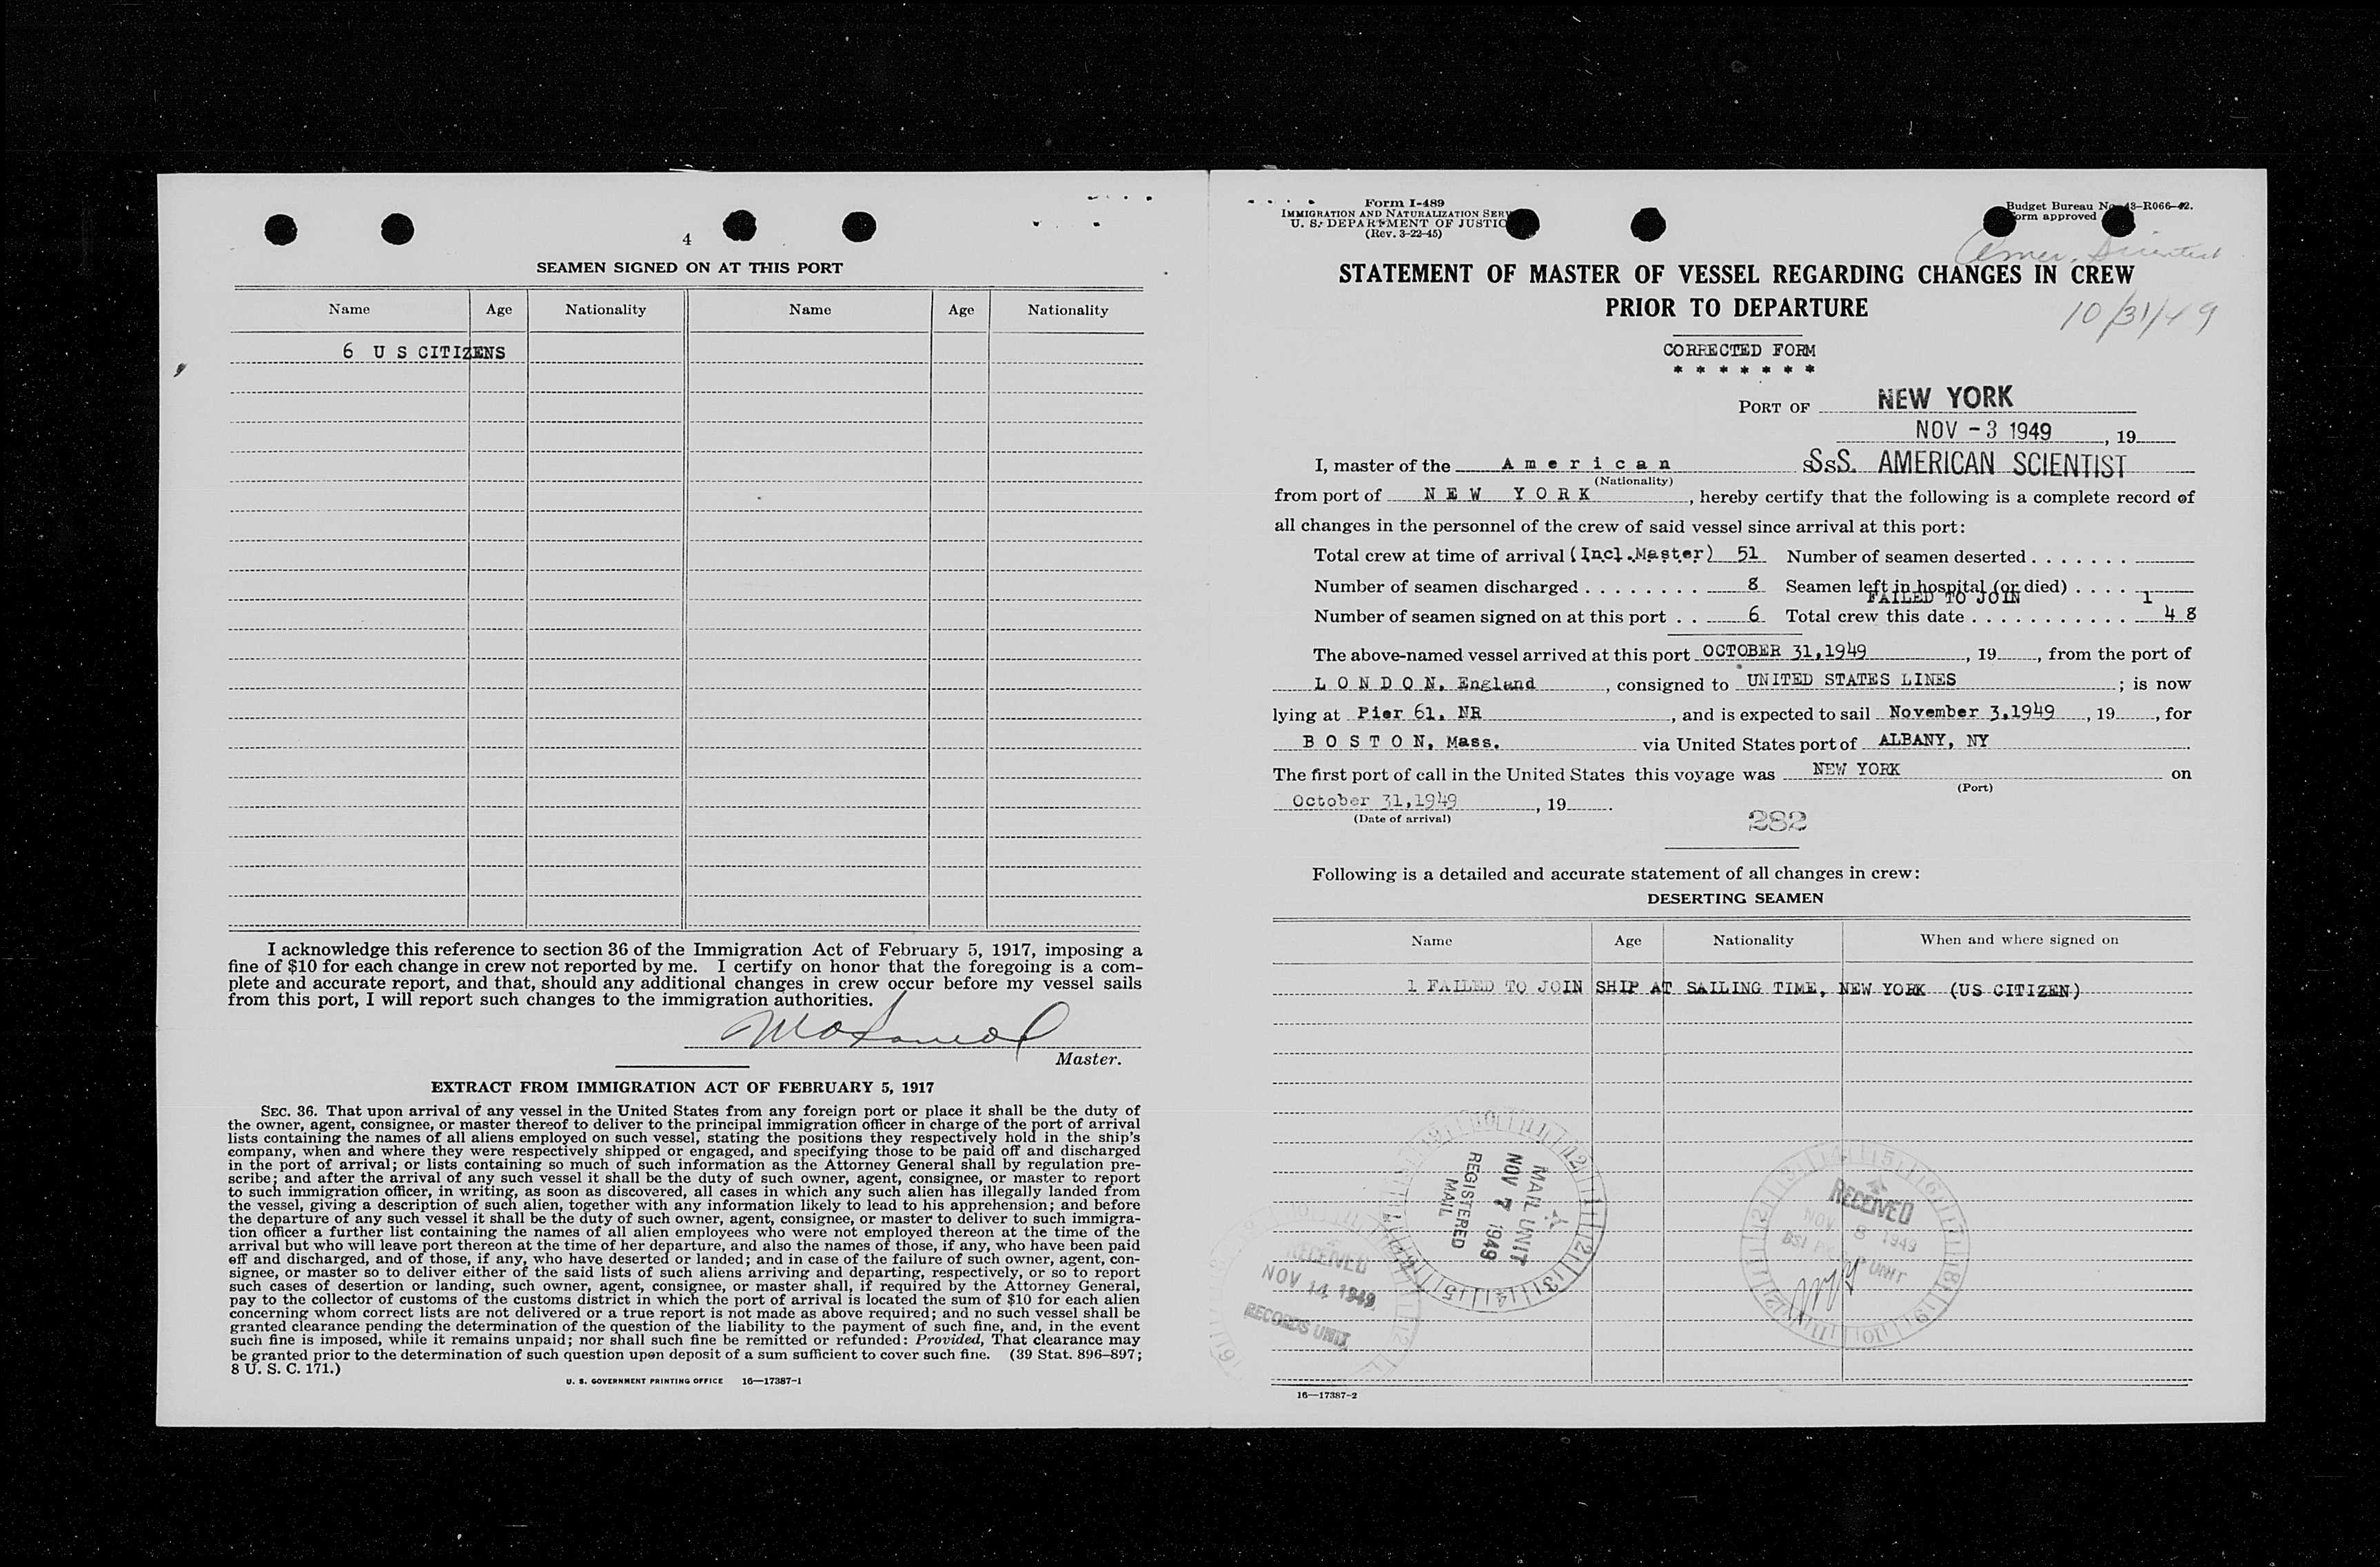 4
SEAMEN SIGNED ON AT THIS PORT
Name Age Nationality Name Age Nationality
6 U S CITIZENS
I acknowledge this reference to section 36 of the Immigration Act of February 5, 1917, imposing a
fine of $10 for each change in crew not reported by me. I certify on honor that the foregoing is a com-
plete and accurate report, and that, should any additional changes in crew occur before my vessel sails
from this port, I will report such changes to the immigration authorities.
Master.
EXTRACT FROM IMMIGRATION ACT OF FEBRUARY 5, 1917
SEC. 36. That upon arrival of any vessel in the United States from any foreign port or place it shall be the duty of
the owner, agent, consignee, or master thereof to deliver to the principal immigration officer in charge of the port of arrival
lists containing the names of all aliens employed on such vessel, stating the positions they respectively hold in the ship's
company, when and where they were respectively shipped or engaged, and specifying those to be paid off and discharged
in the port of arrival; or lists containing so much of such information as the Attorney General shall by regulation pre-
scribe; and after the arrival of any such vessel it shall be the duty of such owner, agent, consignee, or master to report
to such immigration officer, in writing, as soon as discovered, all cases in which any such alien has illegally landed from
the vessel, giving a description of such alien, together with any information likely to lead to his apprehension; and before
the departure of any such vessel it shall be the duty of such owner, agent, consignee, or master to deliver to such immigra-
tion officer a further list containing the names of all alien employees who were not employed thereon at the time of the
arrival but who will leave port thereon at the time of her departure, and also the names of those, if any, who have been paid
off and discharged, and of those, if any, who have deserted or landed; and in case of the failure of such owner, agent, con-
signee, or master so to deliver either of the said lists of such aliens arriving and departing, respectively, or so to report
such cases of desertion or landing, such owner, agent, consignee, or master shall, if required by the Attorney General,
pay to the collector of customs of the customs district in which the port of arrival is located the sum of $10 for each alien
concerning whom correct lists are not delivered or a true report is not made as above required; and no such vessel shall be
granted clearance pending the determination of the question of the liability to the payment of such fine, and, in the event
such fine is imposed, while it remains unpaid; nor shall such fine be remitted or refunded: Provided, That clearance may
be granted prior to the determination of such question upon deposit of a sum sufficient to cover such fine. (39 Stat. 896–897;
8 U. S. C. 171.)
U. S. GOVERNMENT PRINTING OFFICE 16—17387-1
Form I-489
IMMIGRATION AND NATURALIZATION SERV
U. S. DEPARTMENT OF JUSTIC
(Rev. 3-22-45)
Budget Bureau No. 43-R066-42.
Form approved
Amer. Scientist
10/31/49
STATEMENT OF MASTER OF VESSEL REGARDING CHANGES IN CREW
PRIOR TO DEPARTURE
CORRECTED FORM
* * * * * * *
PORT OF NEW YORK
NOV - 3 1949, 19
I, master of the American SsS. AMERICAN SCIENTIST
(Nationality)
from port of NEW YORK, hereby certify that the following is a complete record of
all changes in the personnel of the crew of said vessel since arrival at this port:
Total crew at time of arrival (Incl.Master) 51 Number of seamen deserted
Number of seamen discharged 8 Seamen left in hospital (or died)
FAILED TO JOIN 1
Number of seamen signed on at this port 6 Total crew this date 48
The above-named vessel arrived at this port OCTOBER 31,1949, 19, from the port of
LONDON, England, consigned to UNITED STATES LINES; is now
lying at Pier 61, NR, and is expected to sail November 3,1949, 19, for
BOSTON, Mass. via United States port of ALBANY, NY.
The first port of call in the United States this voyage was NEW YORK on
(Port)
October 31,1949, 19.
(Date of arrival)
282
Following is a detailed and accurate statement of all changes in crew:
DESERTING SEAMEN
Name Age Nationality When and where signed on
1 FAILED TO JOIN SHIP AT SAILING TIME, NEW YORK (US CITIZEN)
MAIL UNIT
NOV 7 1949
REGISTERED
MAIL
RECEIVED
NOV 14 1949
RECORDS UNIT
RECEIVED
NOV 8 1949
UNIT
16—17387-2